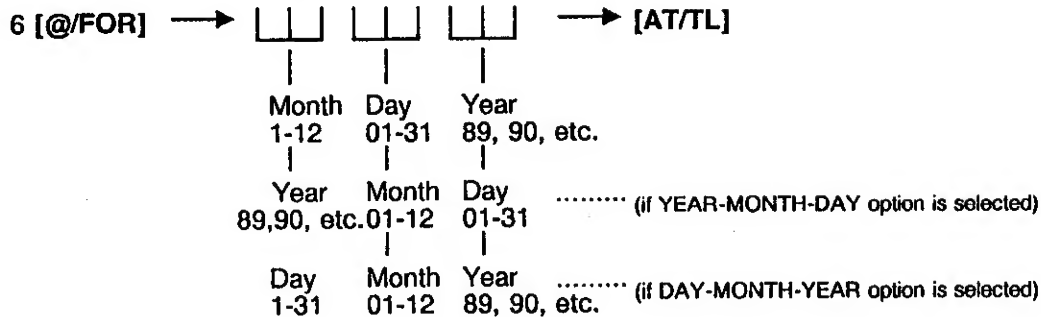 6 [@/FOR] [AT/TL]
Month Day Year
1-12 01-31 89, 90, etc.
Year Month Day
89,90, etc. 01-12 01-31 ········· (if YEAR-MONTH-DAY option is selected)
Day Month Year
1-31 01-12 89, 90, etc. ········· (if DAY-MONTH-YEAR option is selected)